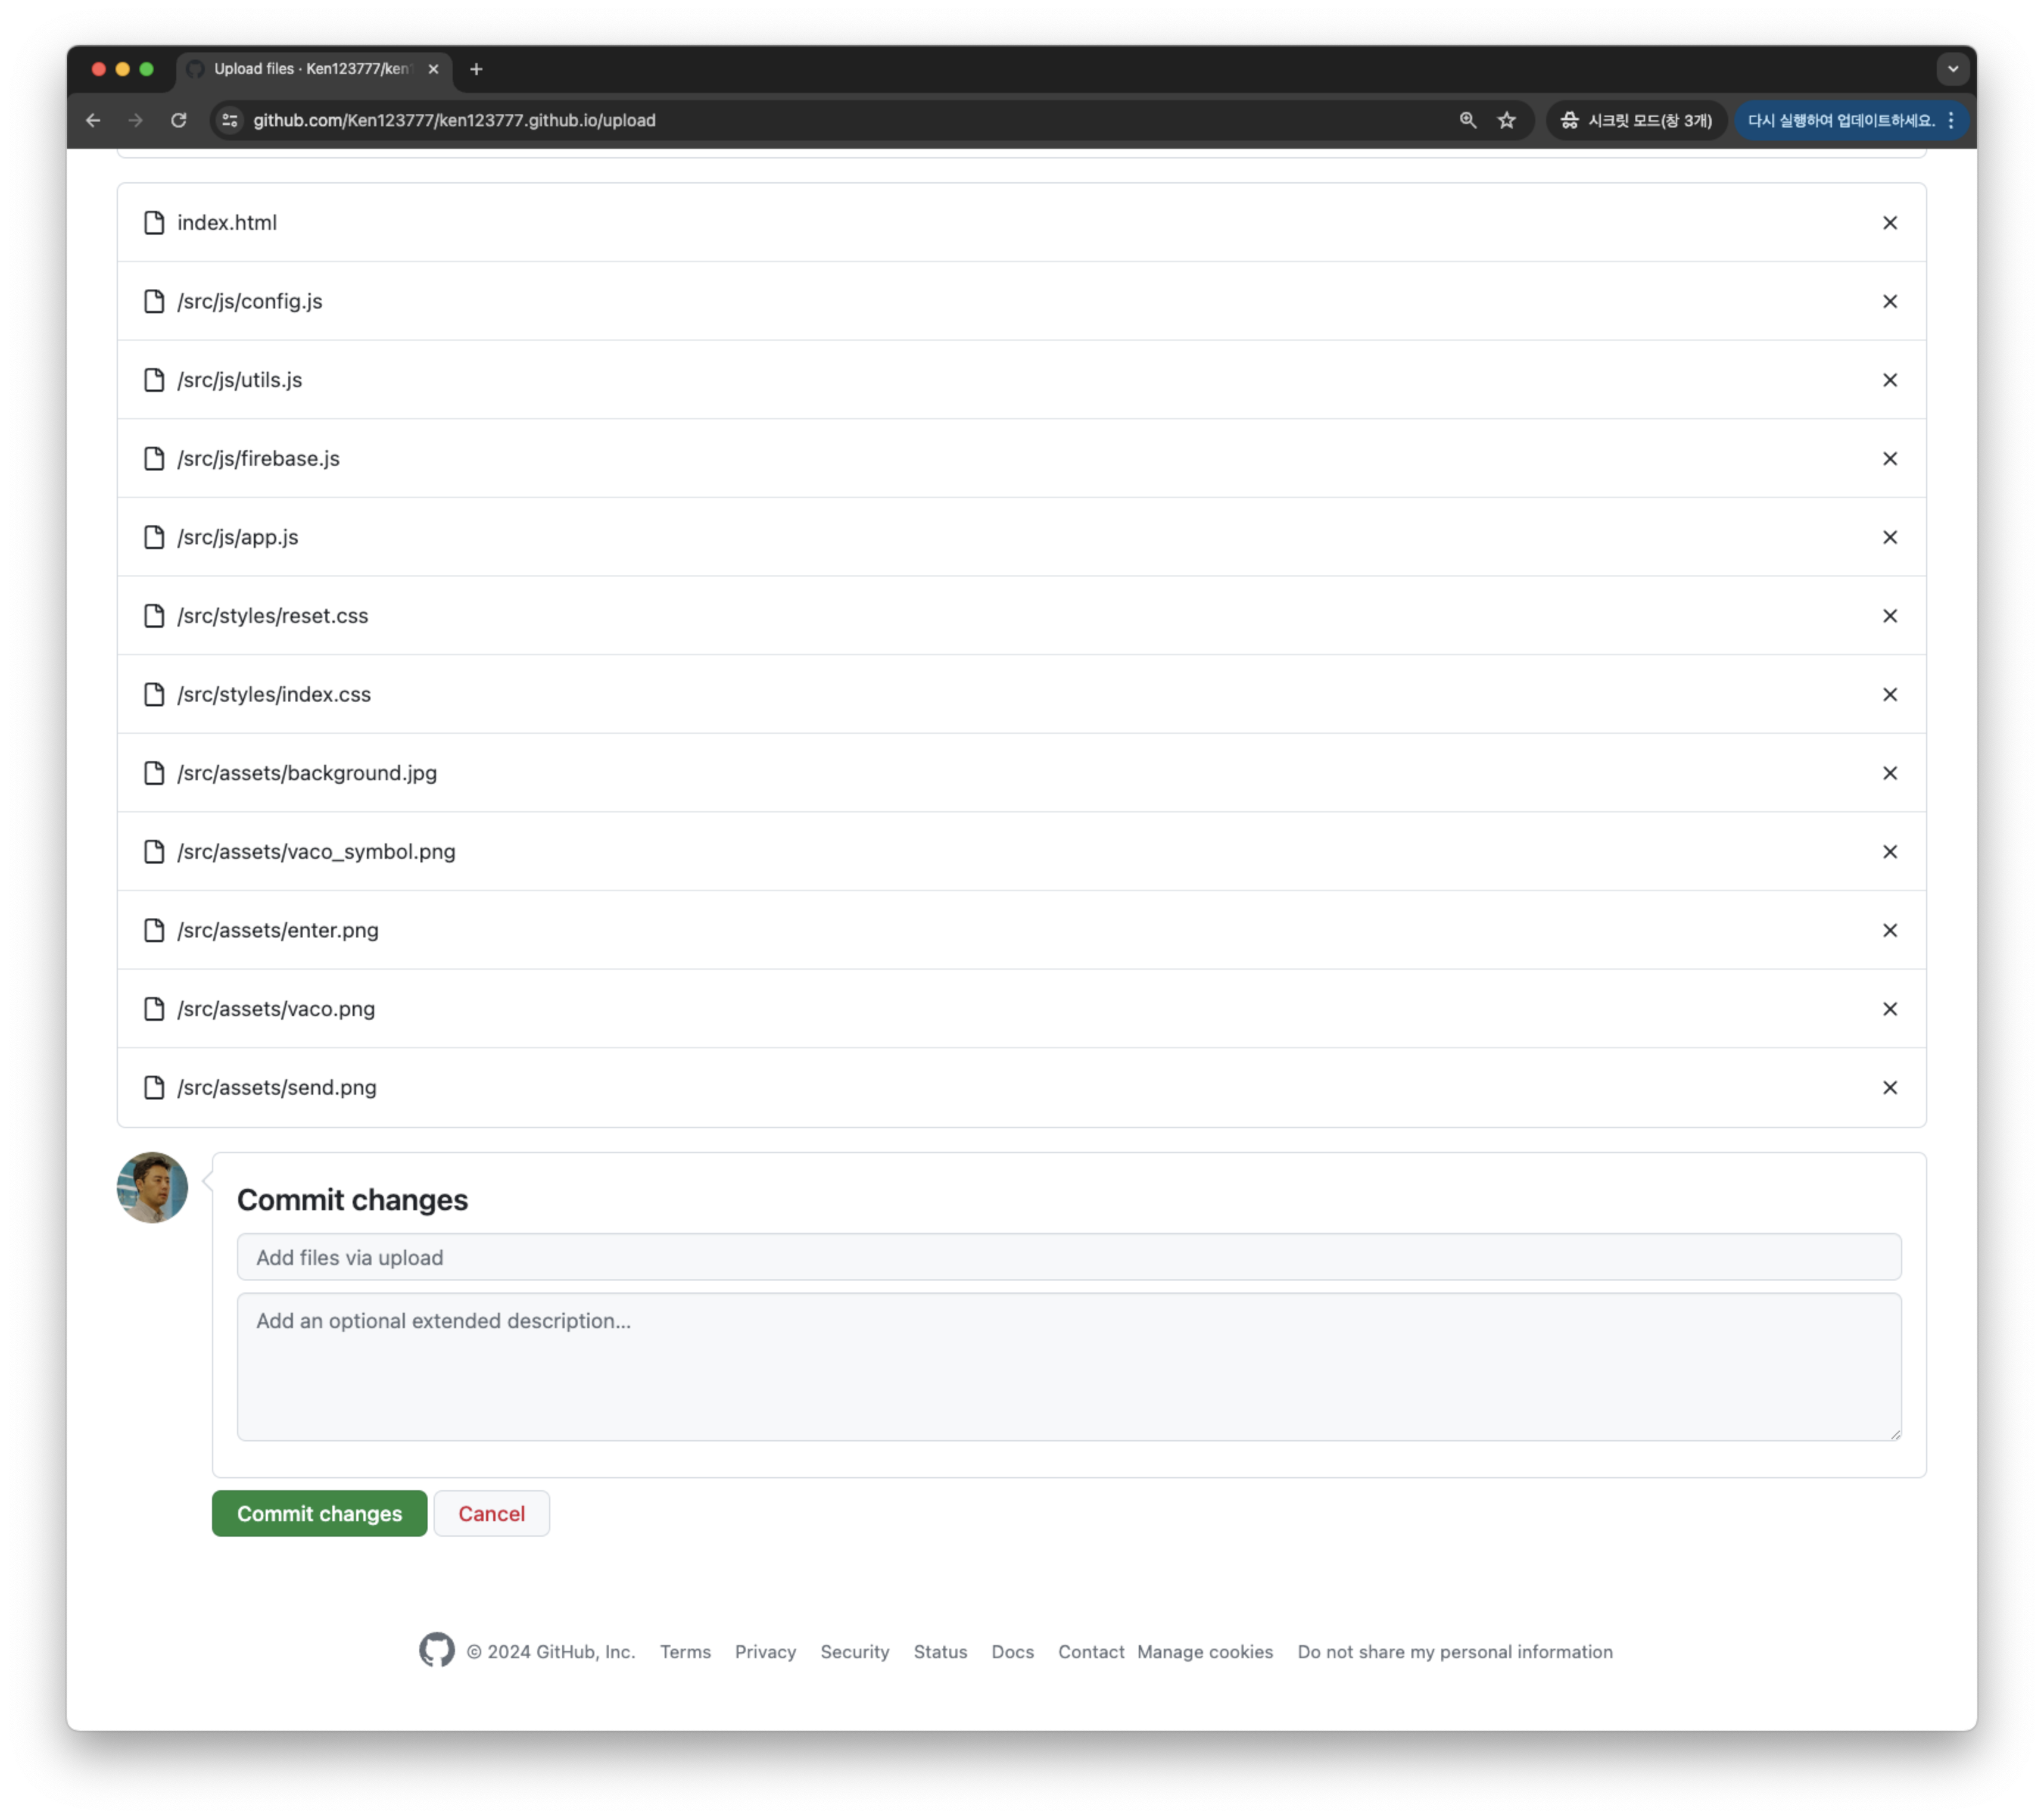 Upload files · Ken123777/ken1
github.com/Ken123777/ken123777.github.io/upload
시크릿 모드(창 3개)
다시 실행하여 업데이트하세요.
index.html
/src/js/config.js
/src/js/utils.js
/src/js/firebase.js
/src/js/app.js
/src/styles/reset.css
/src/styles/index.css
/src/assets/background.jpg
/src/assets/vaco_symbol.png
/src/assets/enter.png
/src/assets/vaco.png
/src/assets/send.png
Commit changes
Add files via upload
Add an optional extended description...
Commit changes Cancel
© 2024 GitHub, Inc. Terms Privacy Security Status Docs Contact Manage cookies Do not share my personal information